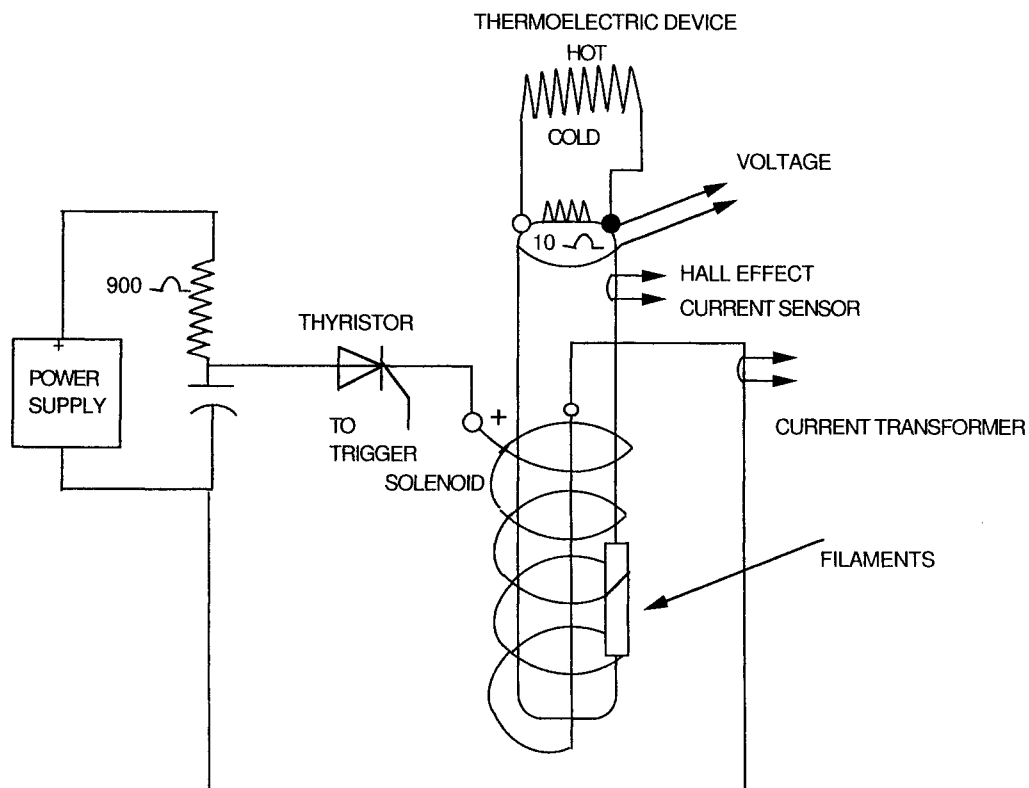 THERMOELECTRIC DEVICE
HOT
COLD
VOLTAGE
10
HALL EFFECT
CURRENT SENSOR
900
THYRISTOR
+
POWER
SUPPLY
TO
TRIGGER
+
SOLENOID
CURRENT TRANSFORMER
FILAMENTS